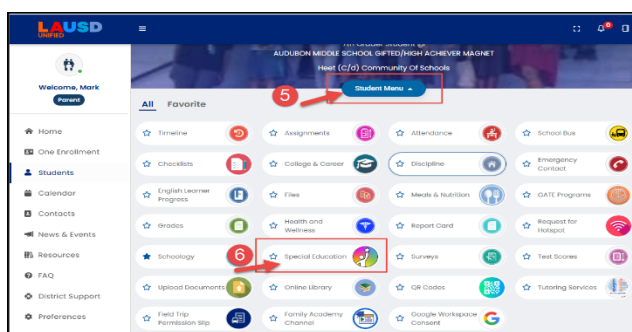 LAUSD
UNIFIED
7th Grader Student @
AUDUBON MIDDLE SCHOOL GIFTED/HIGH ACHIEVER MAGNET
Heet (C/d) Community Of Schools
5
Student Menu
Welcome, Mark
Parent
All Favorite
Home
One Enrollment
Students
Calendar
Contacts
News & Events
Resources
FAQ
District Support
Preferences
Timeline
Assignments
Attendance
School Bus
Checklists
College & Career
Discipline
Emergency
Contact
English Learner
Progress
Files
Meals & Nutrition
GATE Programs
Grades
Health and
Wellness
Report Card
Request for
Hotspot
6
Schoology
Special Education
Surveys
Test Scores
Upload Documents
Online Library
QR Codes
Tutoring Services
Field Trip
Permission Slip
Family Academy
Channel
Google Workspace
Consent